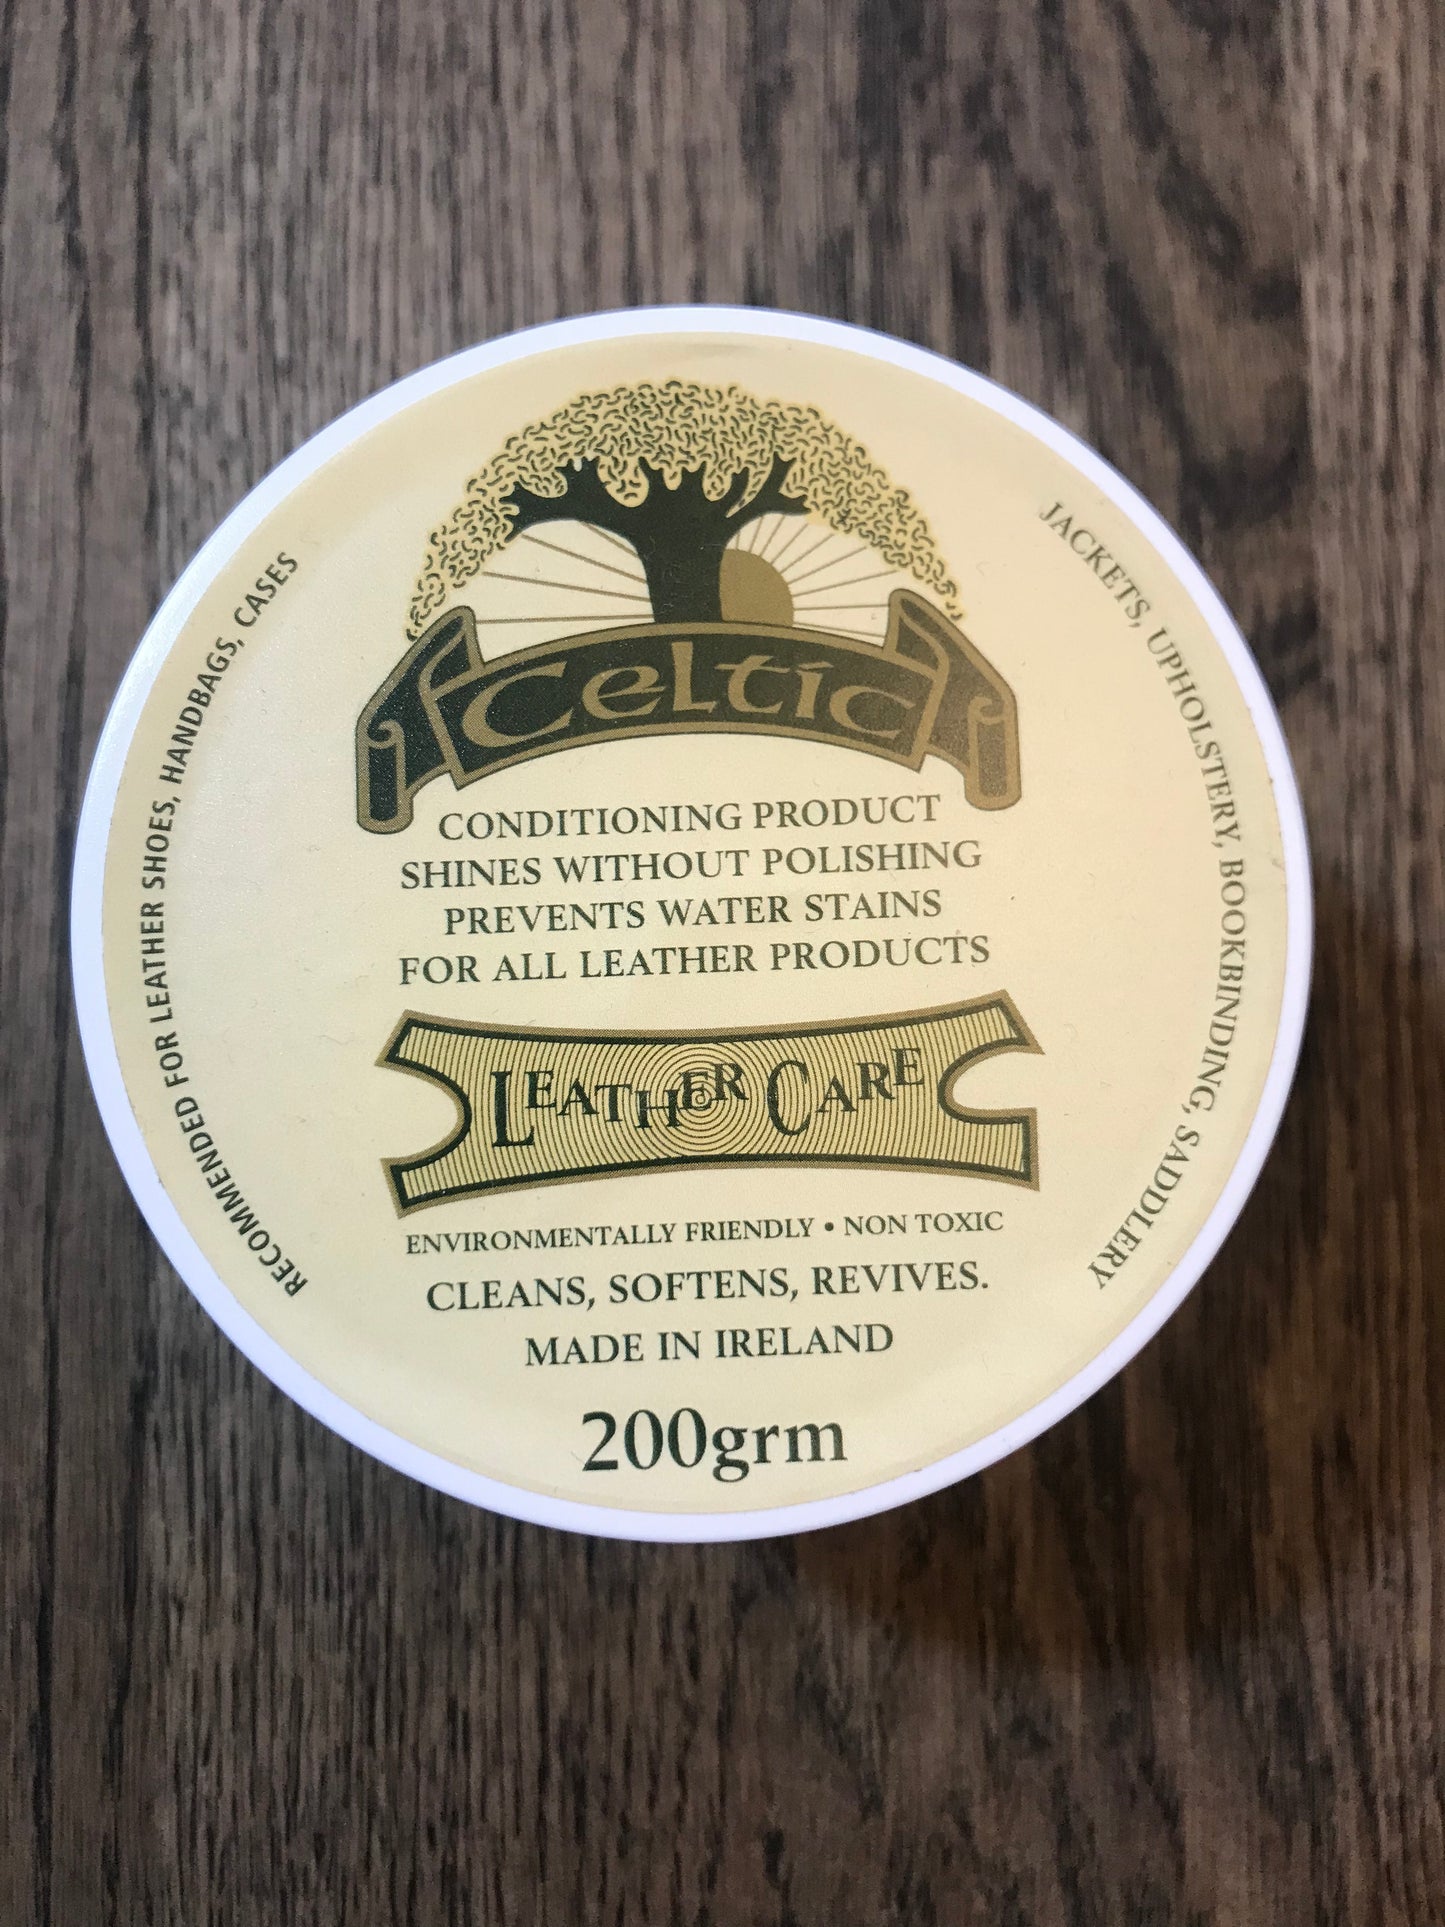 Celtic
CONDITIONING PRODUCT
SHINES WITHOUT POLISHING
PREVENTS WATER STAINS
FOR ALL LEATHER PRODUCTS
LEATHER CARE
ENVIRONMENTALLY FRIENDLY • NON TOXIC
CLEANS, SOFTENS, REVIVES.
MADE IN IRELAND
200grm
RECOMMENDED FOR LEATHER SHOES, HANDBAGS, CASES
JACKETS, UPHOLSTERY, BOOKBINDING, SADDLERY